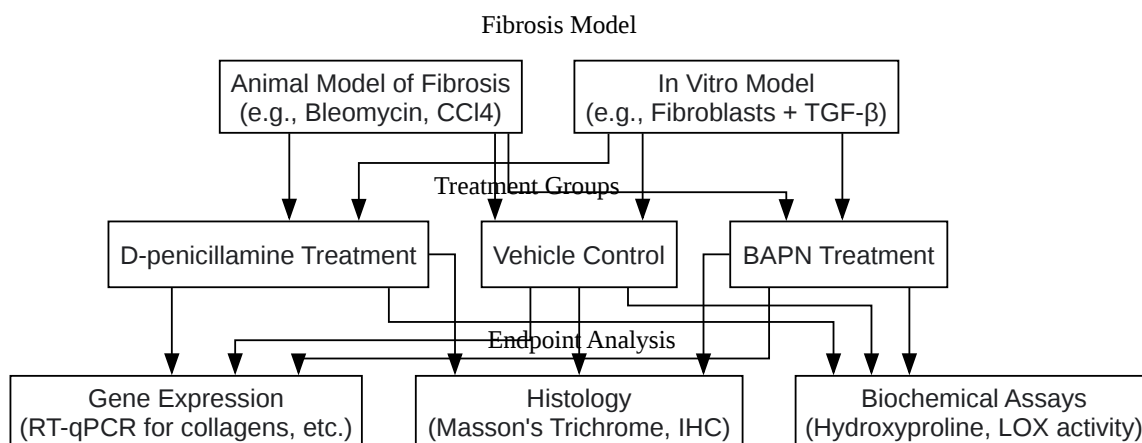 Fibrosis Model
Animal Model of Fibrosis
(e.g., Bleomycin, CCl4)
In Vitro Model
(e.g., Fibroblasts + TGF-β)
Treatment Groups
D-penicillamine Treatment
Vehicle Control
BAPN Treatment
Endpoint Analysis
Gene Expression
(RT-qPCR for collagens, etc.)
Histology
(Masson's Trichrome, IHC)
Biochemical Assays
(Hydroxyproline, LOX activity)